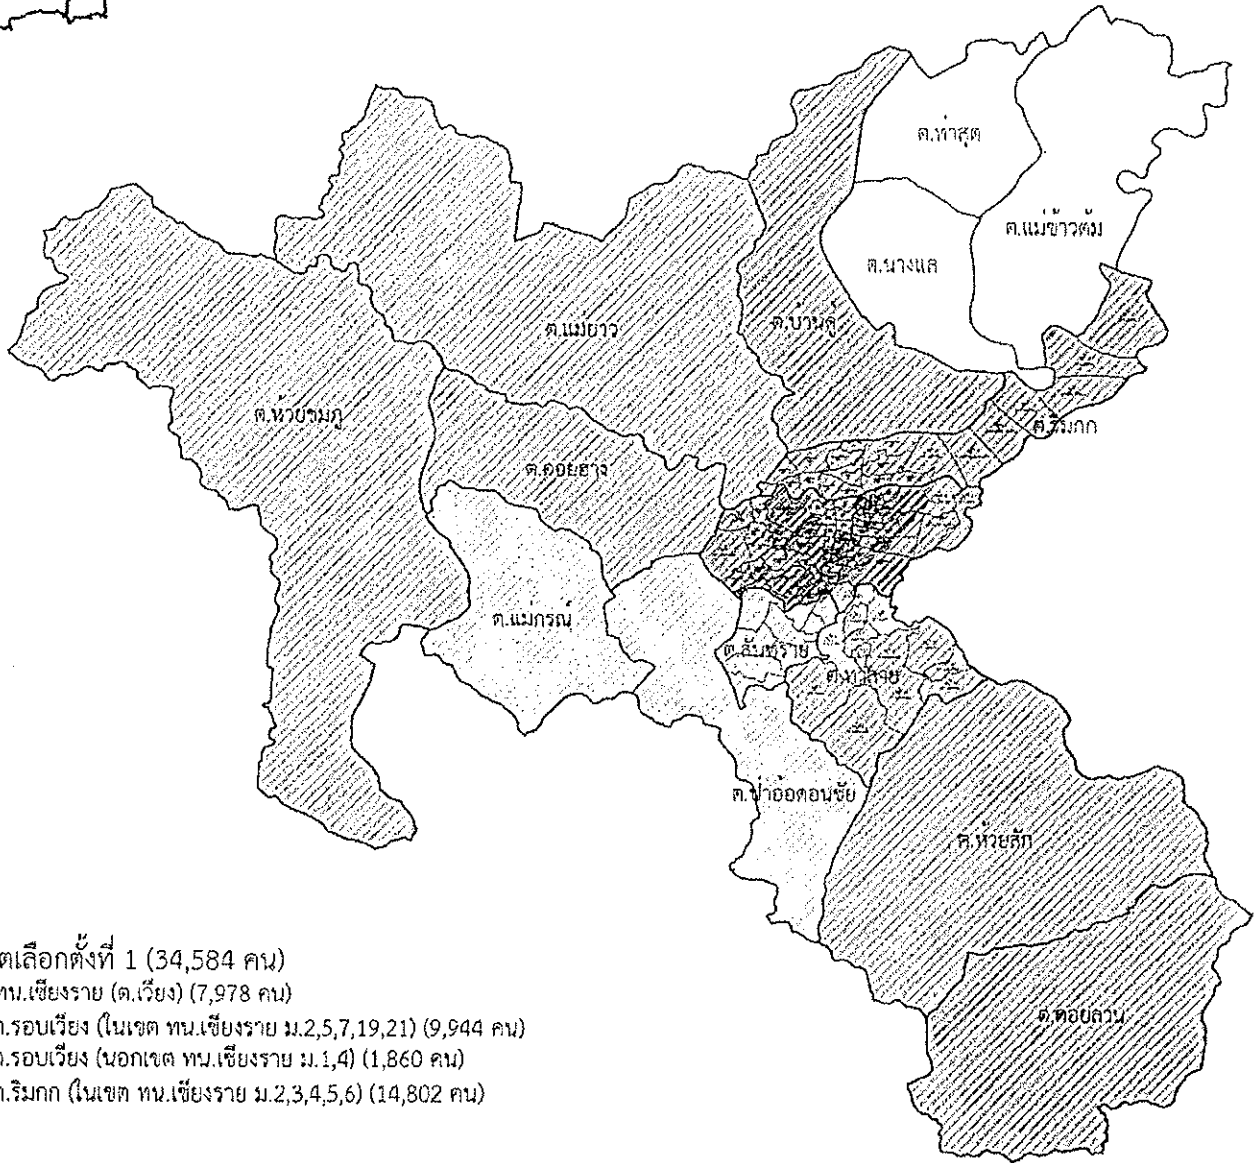 ต.ท่าสุด
ต.แม่ข้าวต้ม
ต.นางแล
ต.บ้านดู่
ต.แม่ยาว
ต.ห้วยชมภู
ต.ริมกก
ต.ดอยฮาง
ต.แม่กรณ์
ต.สันทราย
ต.ท่าสาย
ต.ป่าอ้อดอนชัย
ต.ห้วยสัก
ต.ดอยลาน
ตเลือกตั้งที่ 1 (34,584 คน)
ทน.เชียงราย (ต.เวียง) (7,978 คน)
ต.รอบเวียง (ในเขต ทน.เชียงราย ม.2,5,7,19,21) (9,944 คน)
ต.รอบเวียง (นอกเขต ทน.เชียงราย ม.1,4) (1,860 คน)
ต.ริมกก (ในเขต ทน.เชียงราย ม.2,3,4,5,6) (14,802 คน)